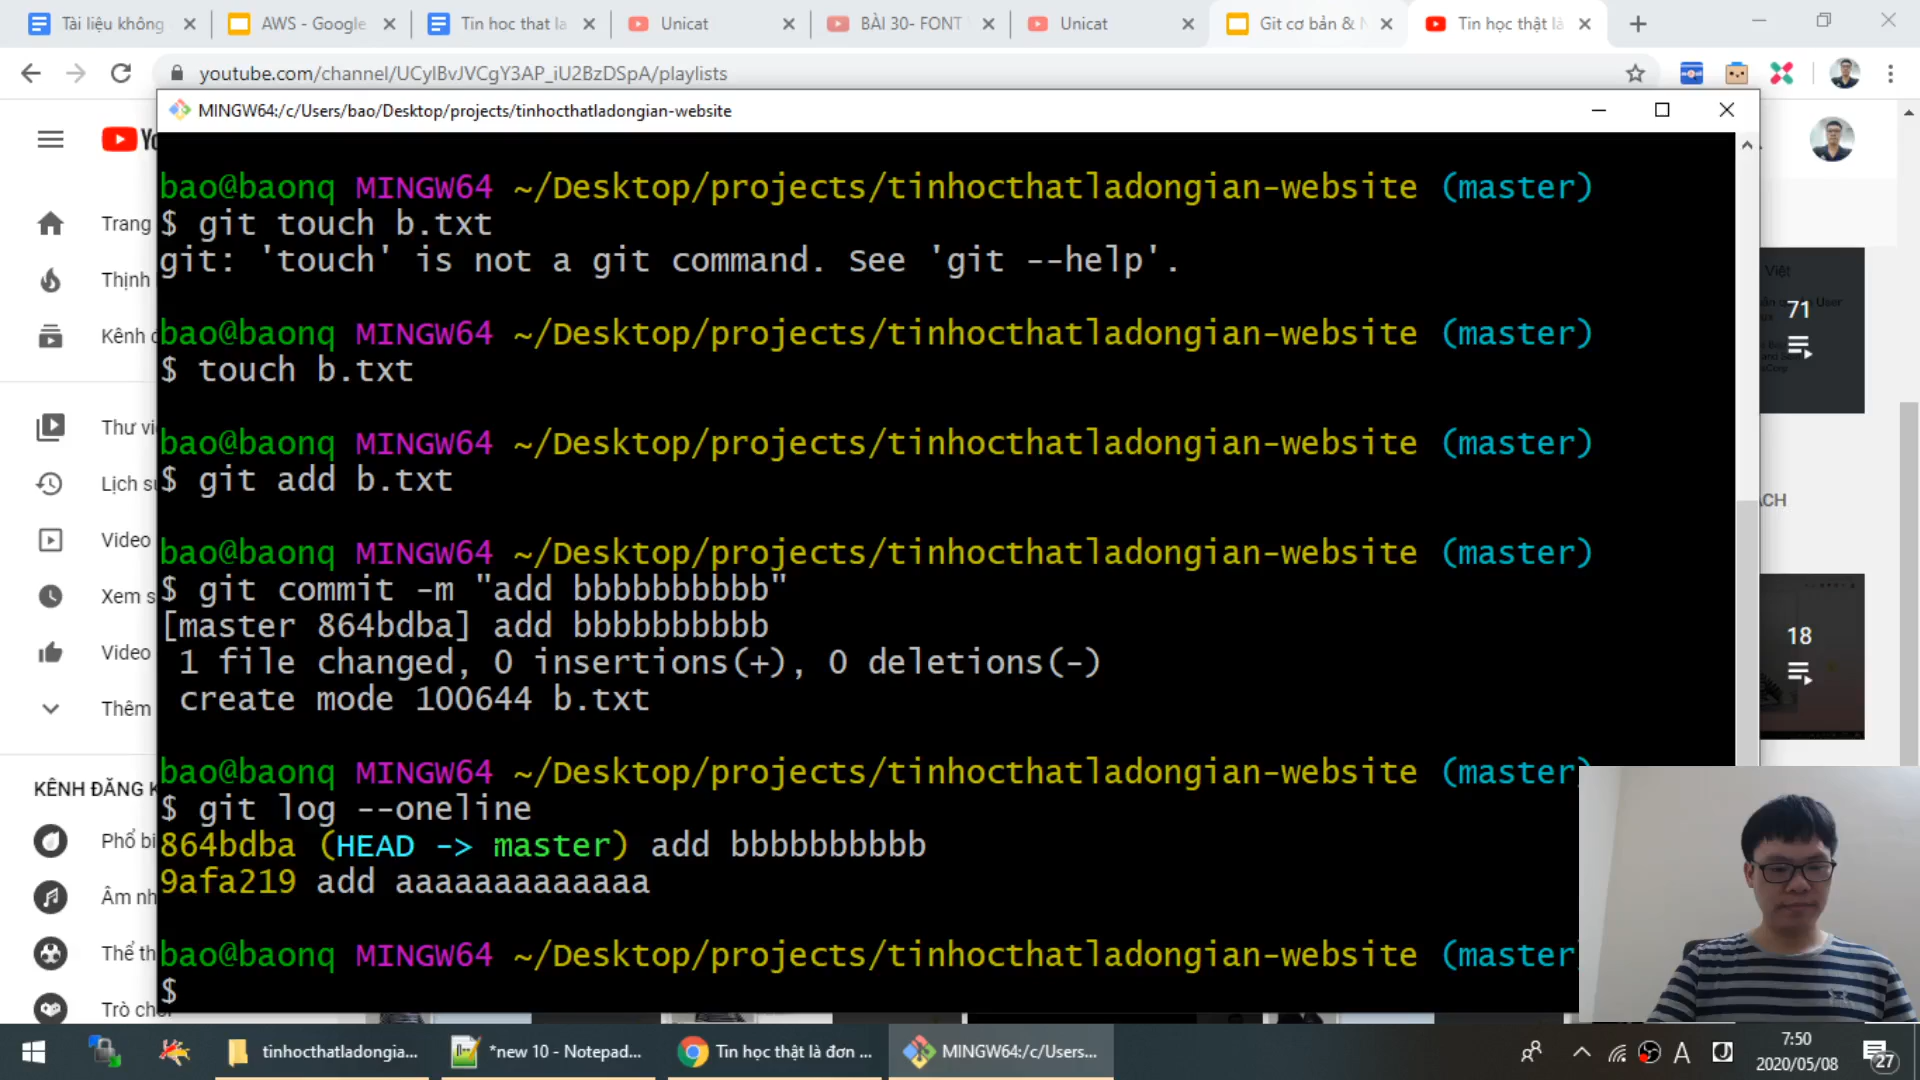 Tài liệu không
AWS - Google
Tin hoc that la
Unicat
BÀI 30- FONT
Unicat
Git cơ bản &
Tin học thật là
youtube.com/channel/UCylBvJVCgY3AP_iU2BzDSpA/playlists
MINGW64:/c/Users/bao/Desktop/projects/tinhocthatladongian-website
bao@baonq MINGW64 ~/Desktop/projects/tinhocthatladongian-website (master)
$ git touch b.txt
git: 'touch' is not a git command. See 'git --help'.
bao@baonq MINGW64 ~/Desktop/projects/tinhocthatladongian-website (master)
$ touch b.txt
bao@baonq MINGW64 ~/Desktop/projects/tinhocthatladongian-website (master)
$ git add b.txt
bao@baonq MINGW64 ~/Desktop/projects/tinhocthatladongian-website (master)
$ git commit -m "add bbbbbbbbbb"
[master 864bdba] add bbbbbbbbbb
1 file changed, 0 insertions(+), 0 deletions(-)
create mode 100644 b.txt
bao@baonq MINGW64 ~/Desktop/projects/tinhocthatladongian-website (master)
$ git log --oneline
864bdba (HEAD -> master) add bbbbbbbbbb
9afa219 add aaaaaaaaaaaaa
bao@baonq MINGW64 ~/Desktop/projects/tinhocthatladongian-website (master
$
Trang
Thịnh
Kênh
Thư vi
Lịch s
Video
Xem s
Video
Thêm
KÊNH ĐĂNG K
Phổ bi
Âm nh
Thể th
Trò ch
Việt
User
71
ÁCH
18
tinhocthatladongia...
*new 10 - Notepad...
Tin học thật là đơn ...
MINGW64:/c/Users...
A
7:50
2020/05/08
27